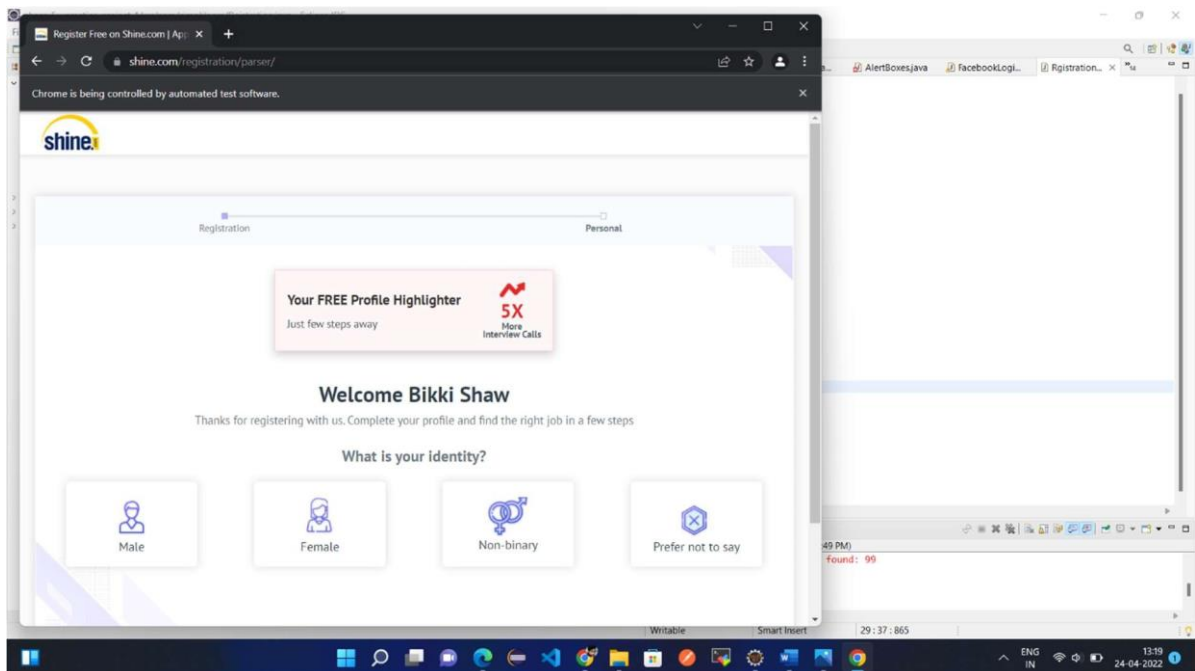 Register Free on Shine.com | App
shine.com/registration/parser/
AlertBoxes.java
FacebookLogi...
Rgistration...
Chrome is being controlled by automated test software.
shine
Registration
Personal
Your FREE Profile Highlighter
Just few steps away
5X
More
Interview Calls
Welcome Bikki Shaw
Thanks for registering with us. Complete your profile and find the right job in a few steps
What is your identity?
Male
Female
Non-binary
Prefer not to say
:49 PM)
found: 99
Writable
Smart Insert
29 : 37 : 865
ENG
IN
13:19
24-04-2022
1